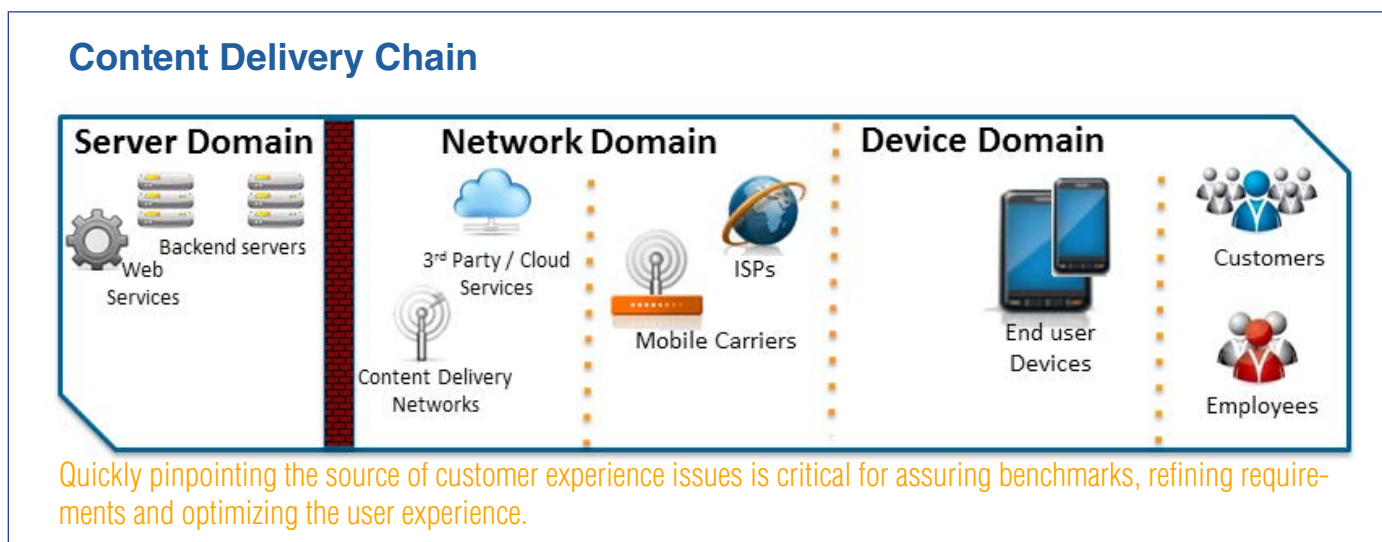 Content Delivery Chain
Server Domain
Backend servers
Web
Services
Network Domain
3rd Party / Cloud
Services
Content Delivery
Networks
ISPs
Mobile Carriers
Device Domain
End user
Devices
Customers
Employees
Quickly pinpointing the source of customer experience issues is critical for assuring benchmarks, refining require-
ments and optimizing the user experience.